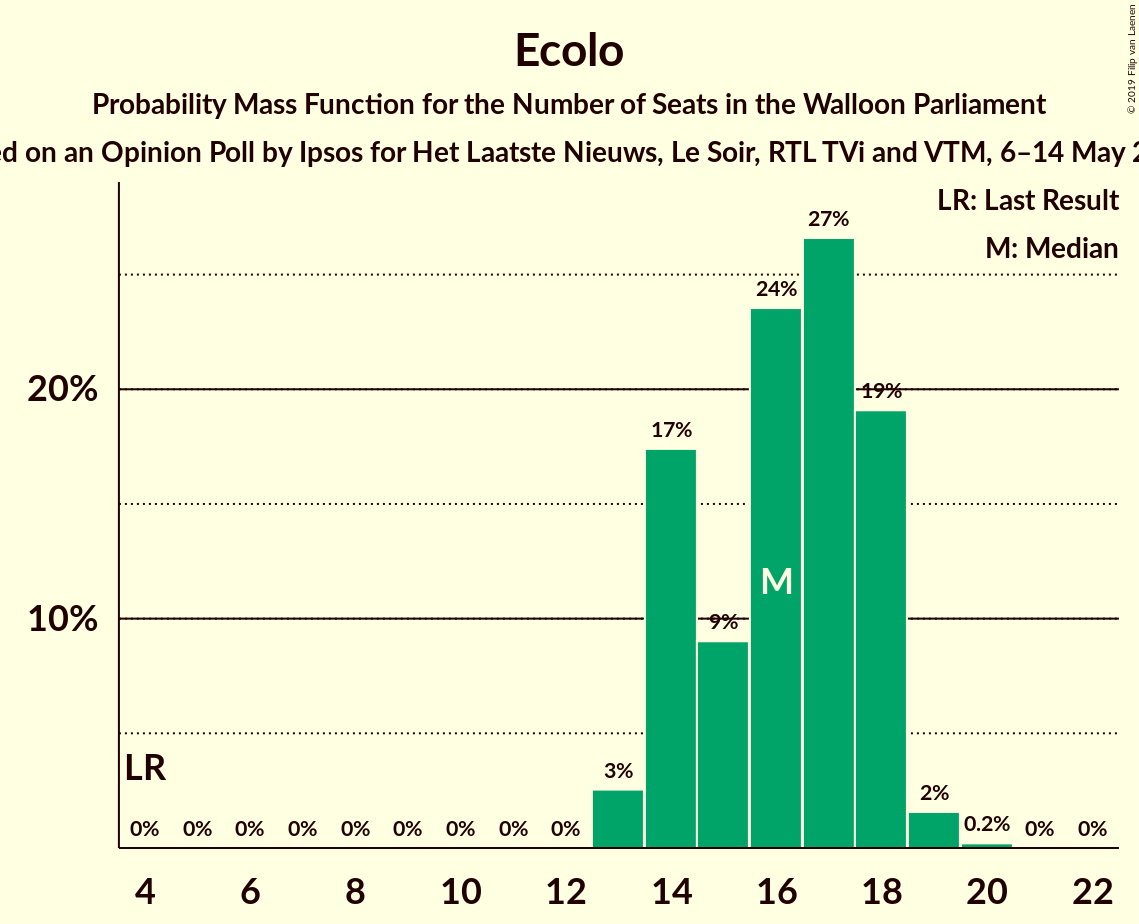 © 2019 Filip van Laenen
Ecolo
Probability Mass Function for the Number of Seats in the Walloon Parliament
on an Opinion Poll by Ipsos for Het Laatste Nieuws, Le Soir, RTL TVi and VTM, 6–14 May
LR: Last Result
M: Median
27%
24%
20%
19%
17%
M
10%
9%
LR
3%
2%
0% 0% 0% 0% 0% 0% 0% 0% 0% 0.2% 0% 0%
4 6 8 10 12 14 16 18 20 22